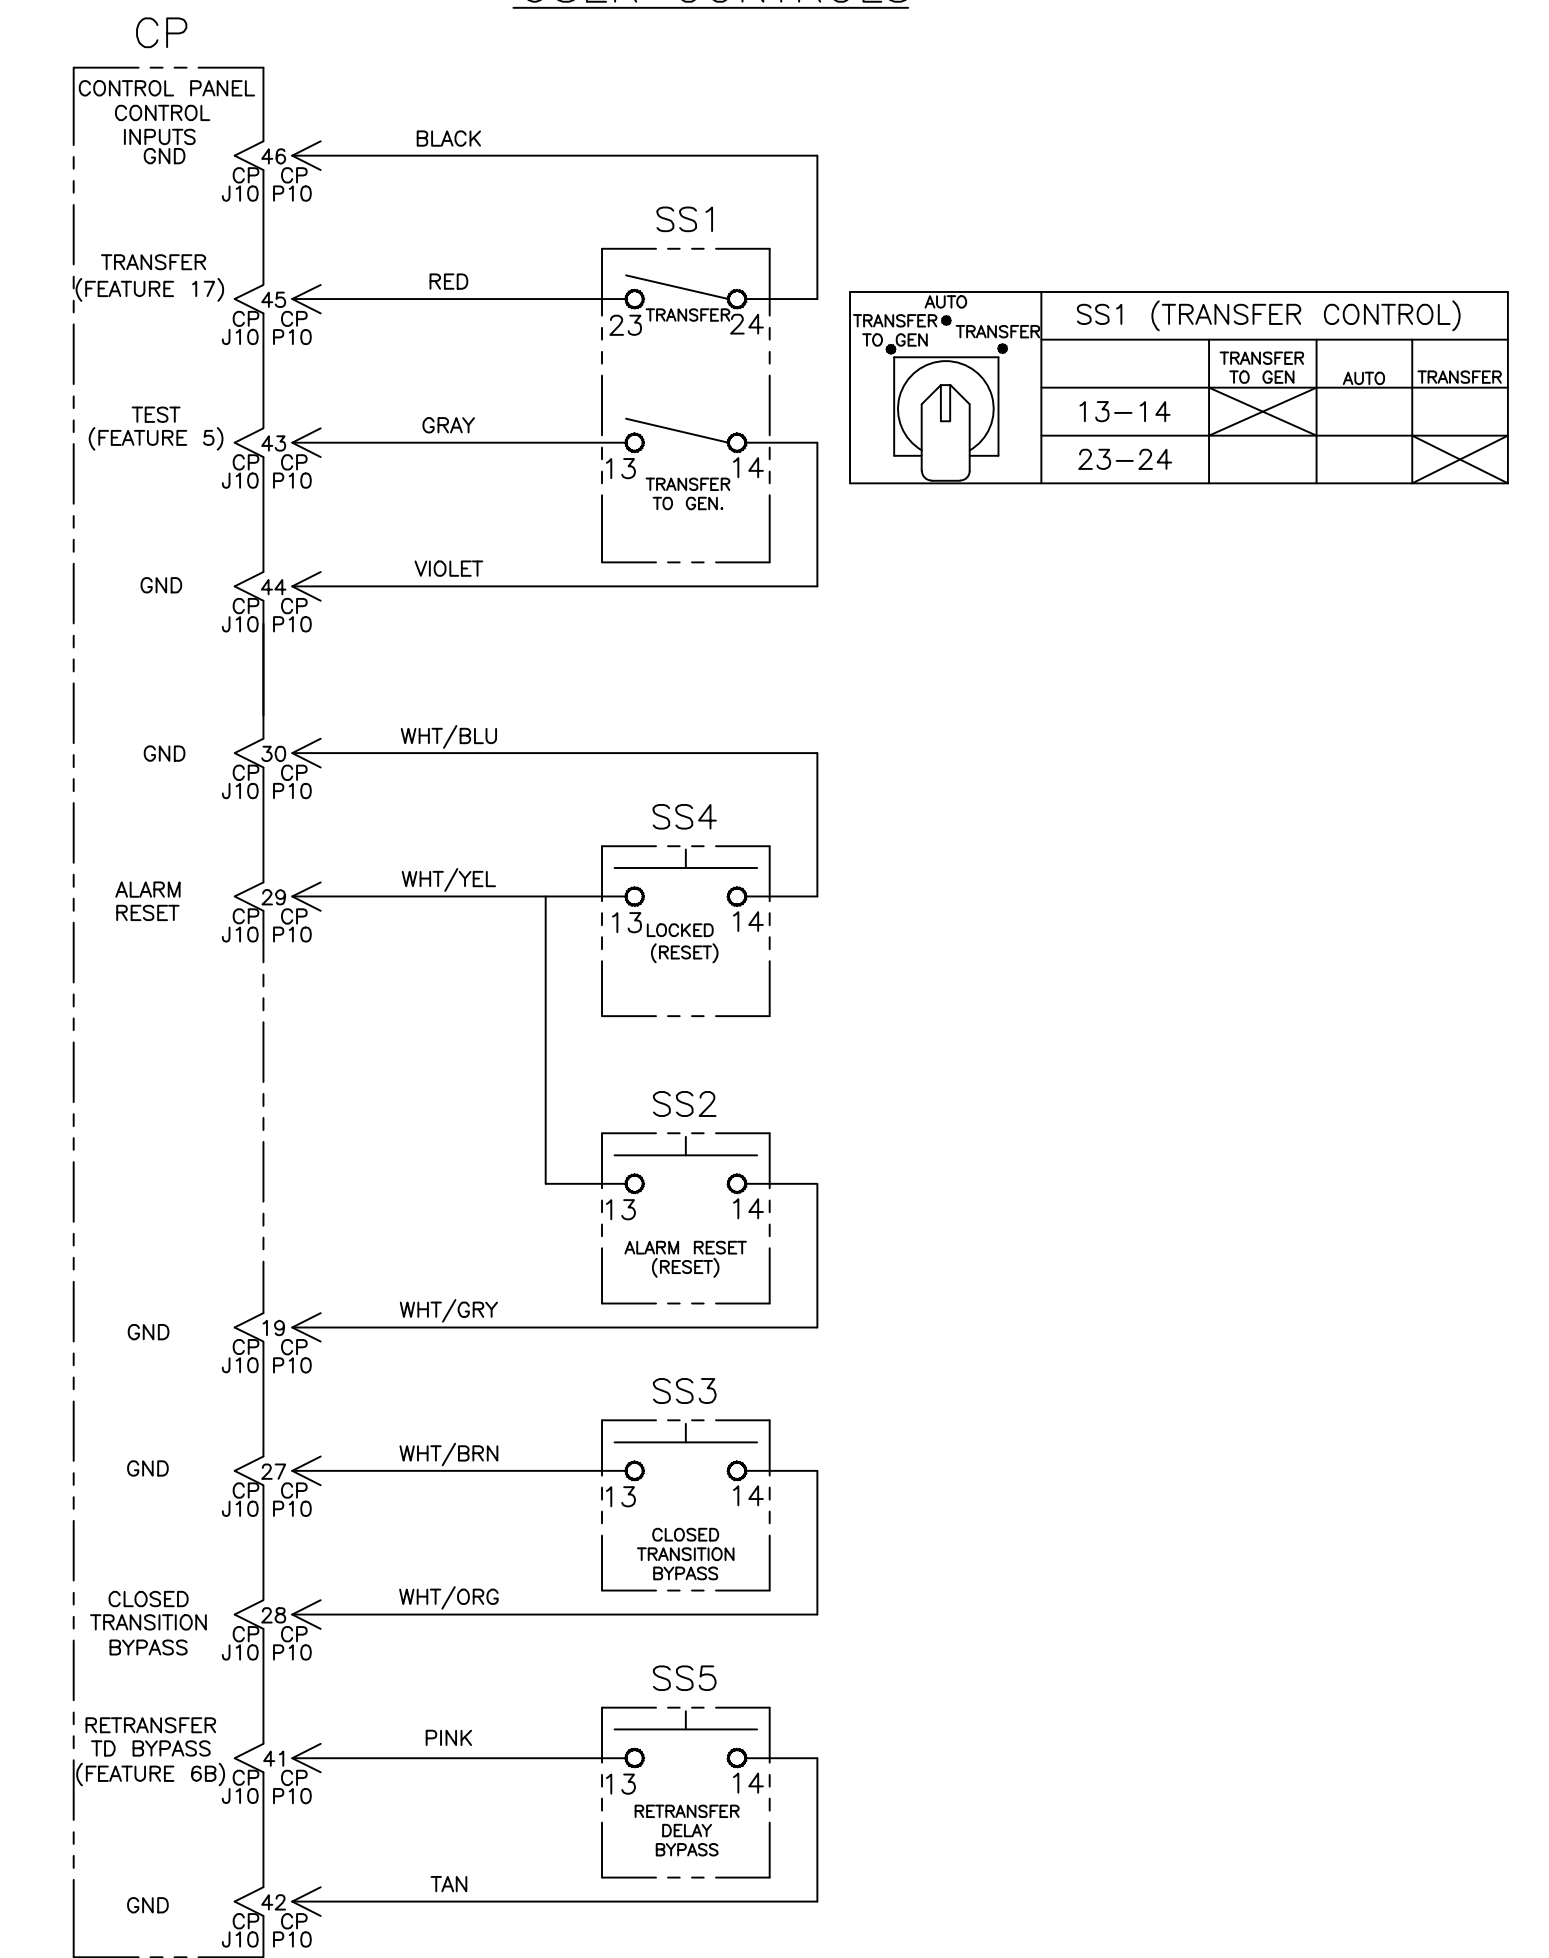 USER CONTROLS
CP
CONTROL PANEL
CONTROL
INPUTS
GND
46
BLACK
CP CP
J10 P10
SS1
TRANSFER
(FEATURE 17)
45
RED
CP CP
J10 P10
23 TRANSFER 24
TEST
(FEATURE 5)
43
GRAY
CP CP
J10 P10
13 14
TRANSFER
TO GEN.
GND
44
VIOLET
CP CP
J10 P10
AUTO
TRANSFER
TO GEN
TRANSFER
SS1 (TRANSFER CONTROL)
TRANSFER
TO GEN
AUTO
TRANSFER
13-14
23-24
GND
30
WHT/BLU
CP CP
J10 P10
SS4
ALARM
RESET
29
WHT/YEL
CP CP
J10 P10
13 14
LOCKED
(RESET)
SS2
13 14
ALARM RESET
(RESET)
GND
19
WHT/GRY
CP CP
J10 P10
SS3
GND
27
WHT/BRN
CP CP
J10 P10
13 14
CLOSED
TRANSITION
BYPASS
CLOSED
TRANSITION
BYPASS
28
WHT/ORG
CP CP
J10 P10
SS5
RETRANSFER
TD BYPASS
(FEATURE 6B)
41
PINK
CP CP
J10 P10
13 14
RETRANSFER
DELAY
BYPASS
GND
42
TAN
CP CP
J10 P10